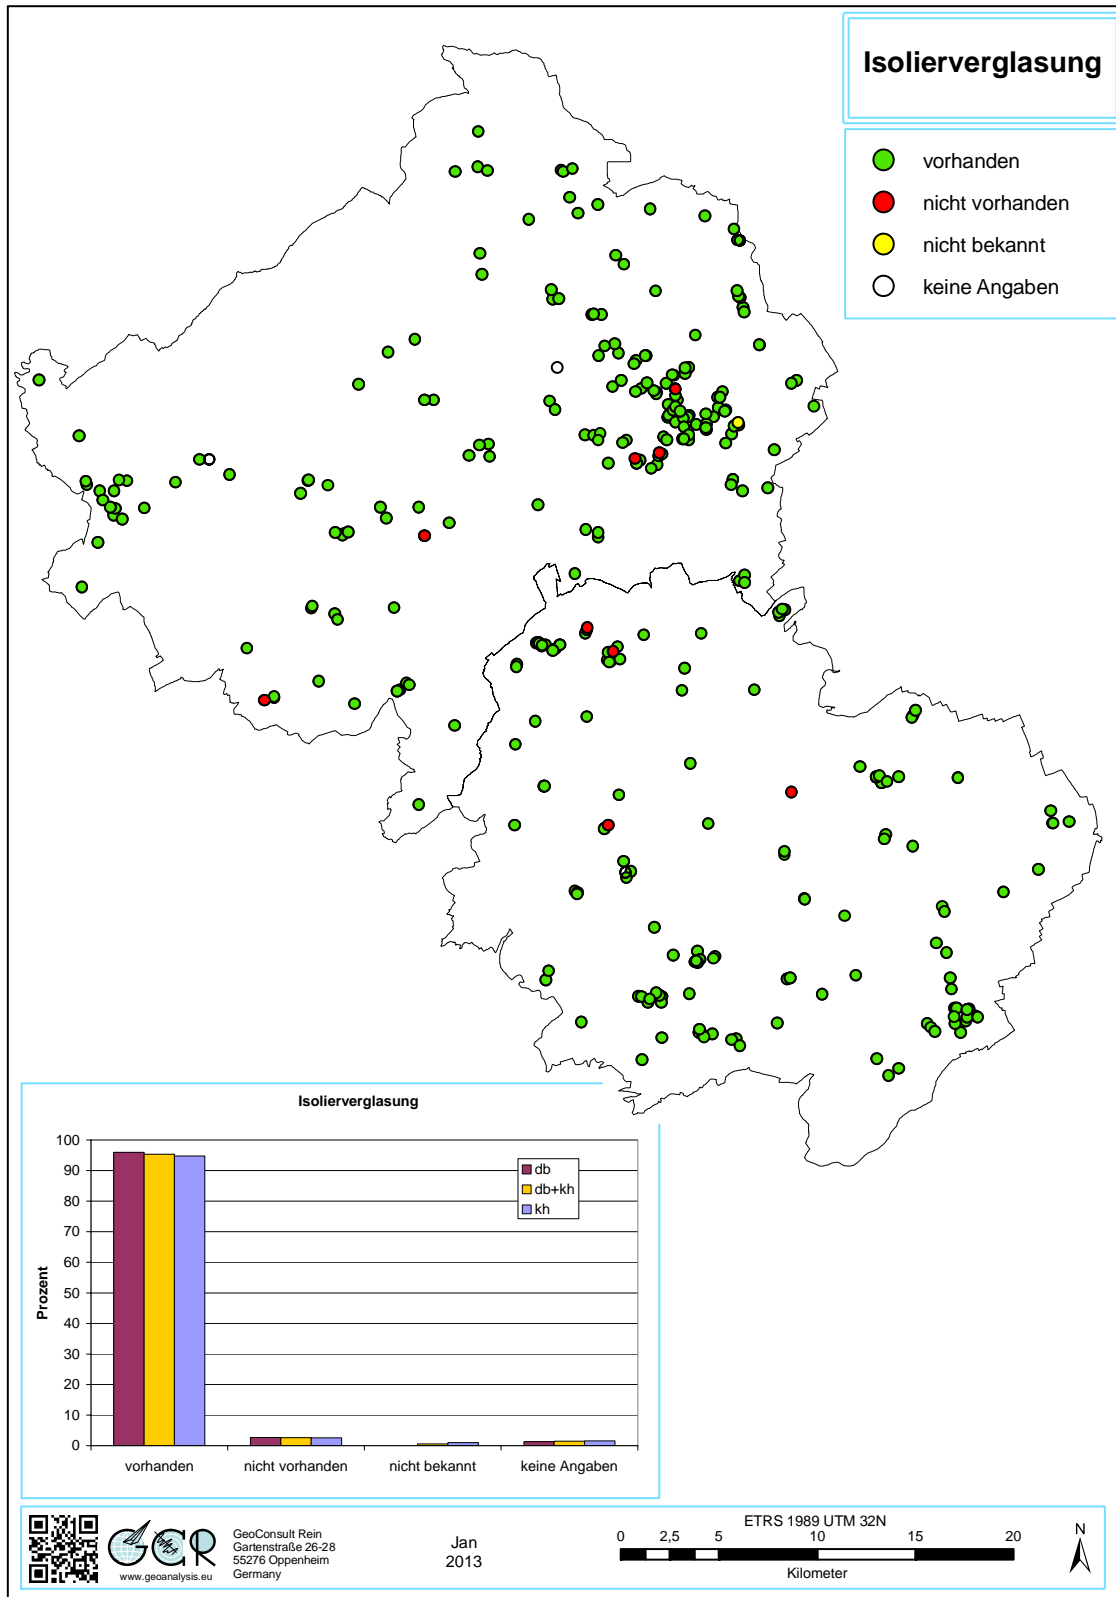 Isolierverglasung
vorhanden
nicht vorhanden
nicht bekannt
keine Angaben
Isolierverglasung
100
90
80
70
60
50
40
30
20
10
0
Prozent
db
db+kh
kh
vorhanden
nicht vorhanden
nicht bekannt
keine Angaben
GCR
www.geoanalysis.eu
GeoConsult Rein
Gartenstraße 26-28
55276 Oppenheim
Germany
Jan
2013
ETRS 1989 UTM 32N
0 2,5 5 10 15 20
Kilometer
N